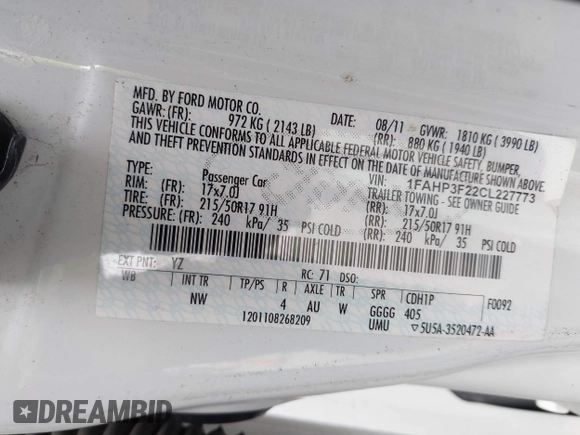 MFD. BY FORD MOTOR CO.
DATE: 08/11 GVWR: 1810 KG ( 3990 LB)
GAWR: (FR): 972 KG ( 2143 LB) (RR): 880 KG ( 1940 LB)
THIS VEHICLE CONFORMS TO ALL APPLICABLE FEDERAL MOTOR VEHICLE SAFETY, BUMPER,
AND THEFT PREVENTION STANDARDS IN EFFECT ON THE DATE OF MANUFACTURE SHOWN ABOVE.
VIN: 1FAHP3F22CL227773
TYPE: Passenger Car TRAILER TOWING - SEE OWNER GUIDE
RIM: (FR): 17x7.0J (RR): 17x7.0J
TIRE: (FR): 215/50R17 91H (RR): 215/50R17 91H
PRESSURE: (FR): 240 kPa/ 35 PSI COLD (RR): 240 kPa/ 35 PSI COLD
EXT PNT: YZ RC: 71 DSO: F0092
WB INT TR TP/PS R AXLE TR SPR CDH1P
NW 4 AU W GGGG 405
1201108268209 UMU 5U5A-3520472-AA
DREAMBID